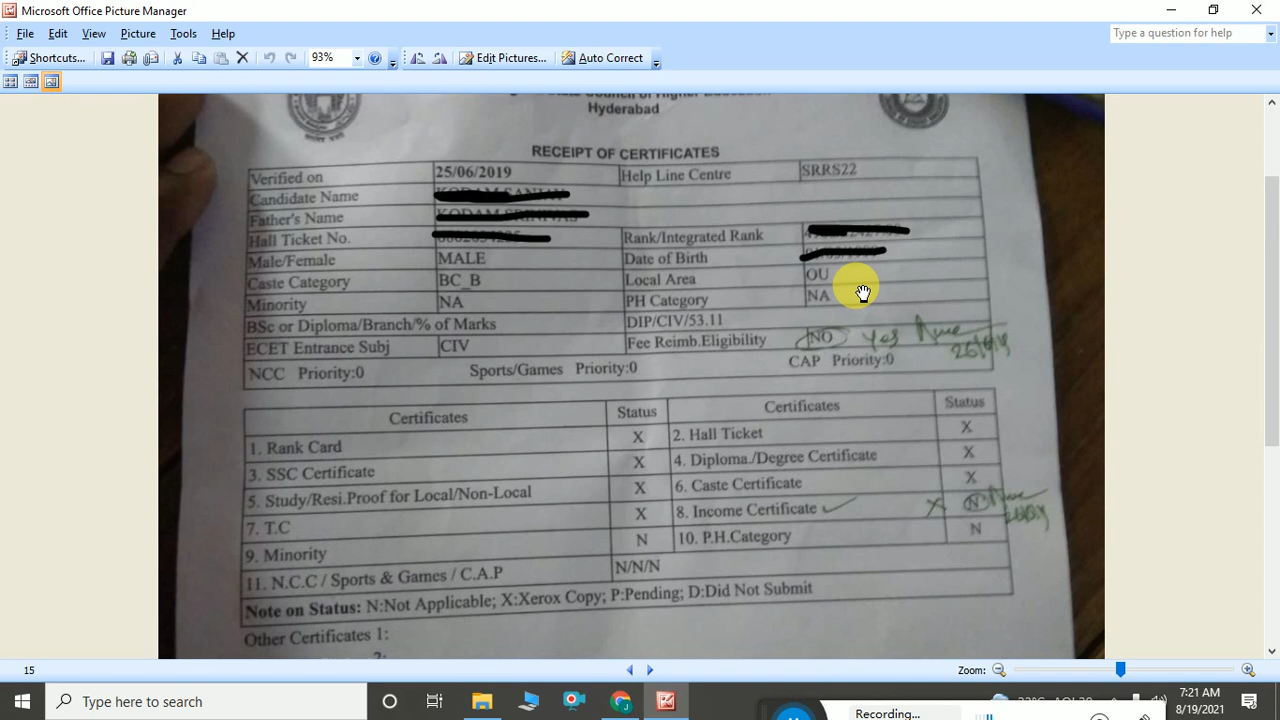 Microsoft Office Picture Manager
File Edit View Picture Tools Help
Type a question for help
Shortcuts... 93% Edit Pictures... Auto Correct
State Council of Higher Education
Hyderabad
RECEIPT OF CERTIFICATES
Verified on 25/06/2019 Help Line Centre SRRS22
Candidate Name
Father's Name
Hall Ticket No. Rank/Integrated Rank
Male/Female MALE Date of Birth
Caste Category BC_B Local Area OU
Minority NA PH Category NA
BSc or Diploma/Branch/% of Marks DIP/CIV/53.11
ECET Entrance Subj CIV Fee Reimb.Eligibility NO Yes
NCC Priority:0 Sports/Games Priority:0 CAP Priority:0
Certificates Status Certificates Status
1. Rank Card X 2. Hall Ticket X
3. SSC Certificate X 4. Diploma./Degree Certificate X
5. Study/Resi.Proof for Local/Non-Local X 6. Caste Certificate X
7. T.C X 8. Income Certificate X N
9. Minority N 10. P.H.Category N
11. N.C.C / Sports & Games / C.A.P N/N/N
Note on Status: N:Not Applicable; X:Xerox Copy; P:Pending; D:Did Not Submit
Other Certificates 1:
2:
15 Zoom:
Type here to search
7:21 AM
8/19/2021
Recording...